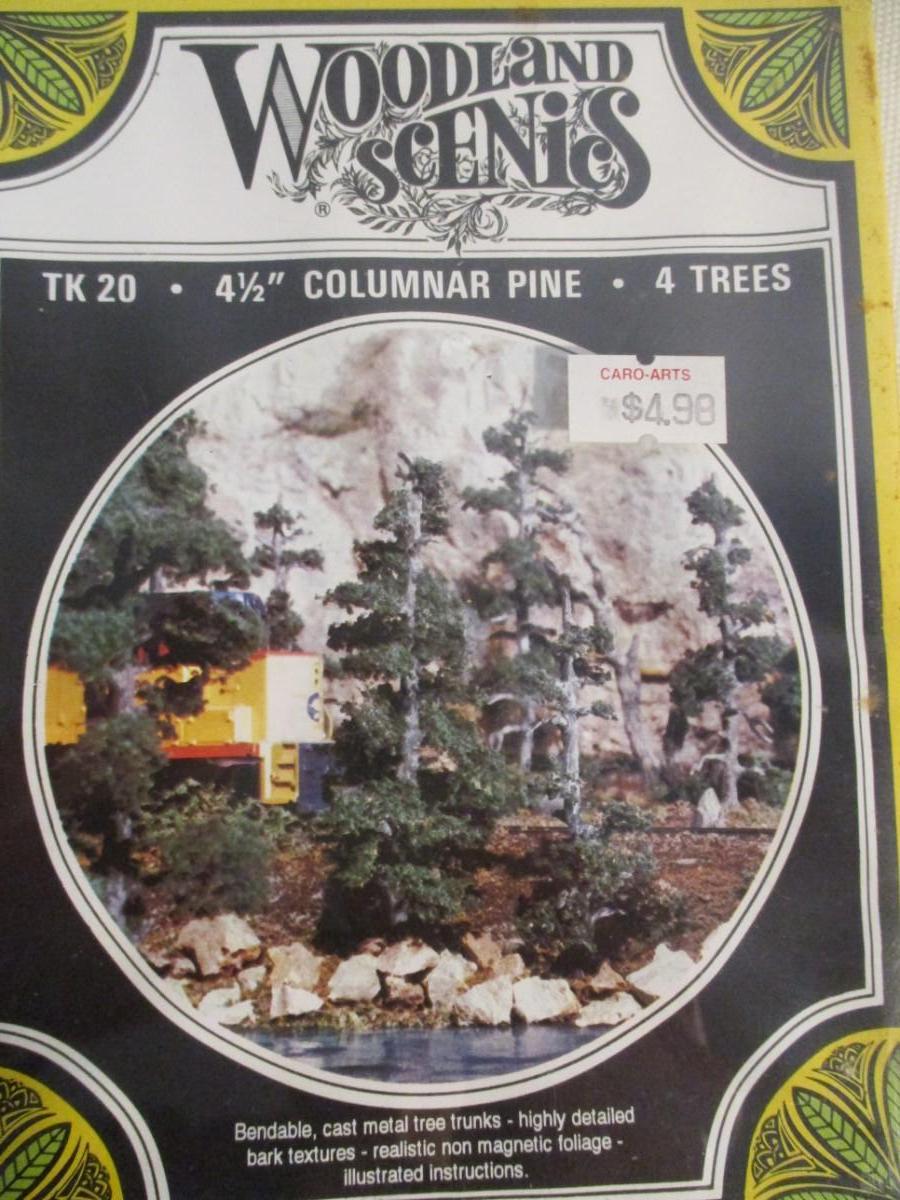 WOODLAND
SCENICS
®
TK 20 • 4½" COLUMNAR PINE • 4 TREES
CARO-ARTS
$4.98
Bendable, cast metal tree trunks - highly detailed
bark textures - realistic non magnetic foliage -
illustrated instructions.